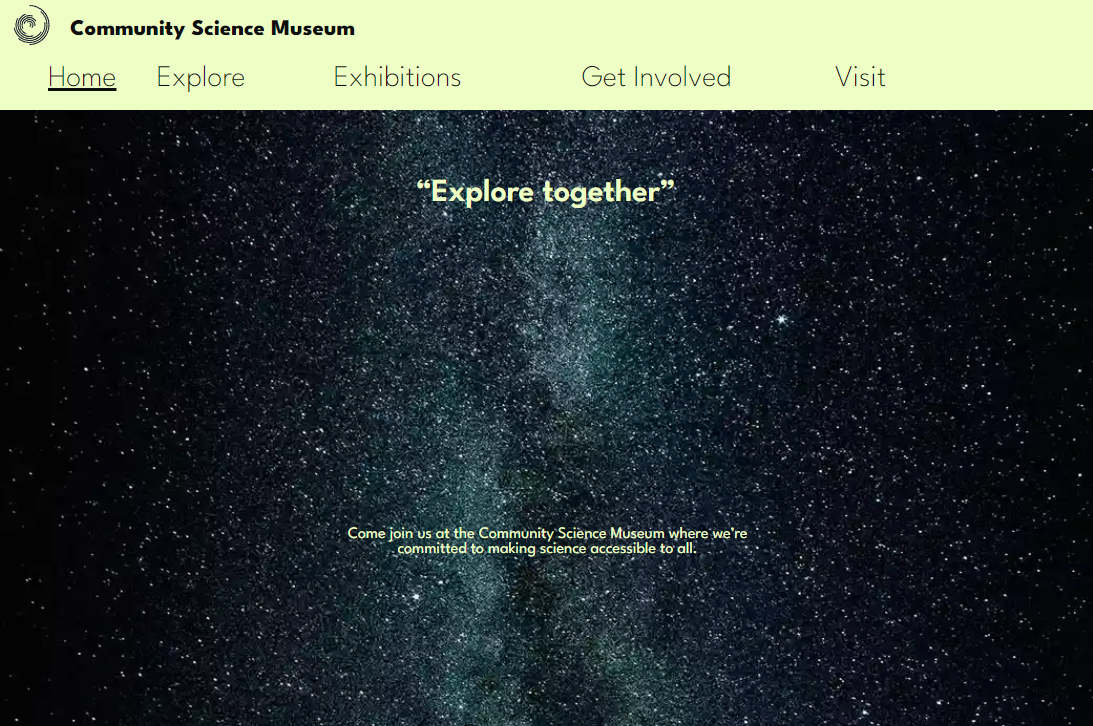 Community Science Museum
Home Explore Exhibitions Get Involved Visit
“Explore together”
Come join us at the Community Science Museum where we're
committed to making science accessible to all.